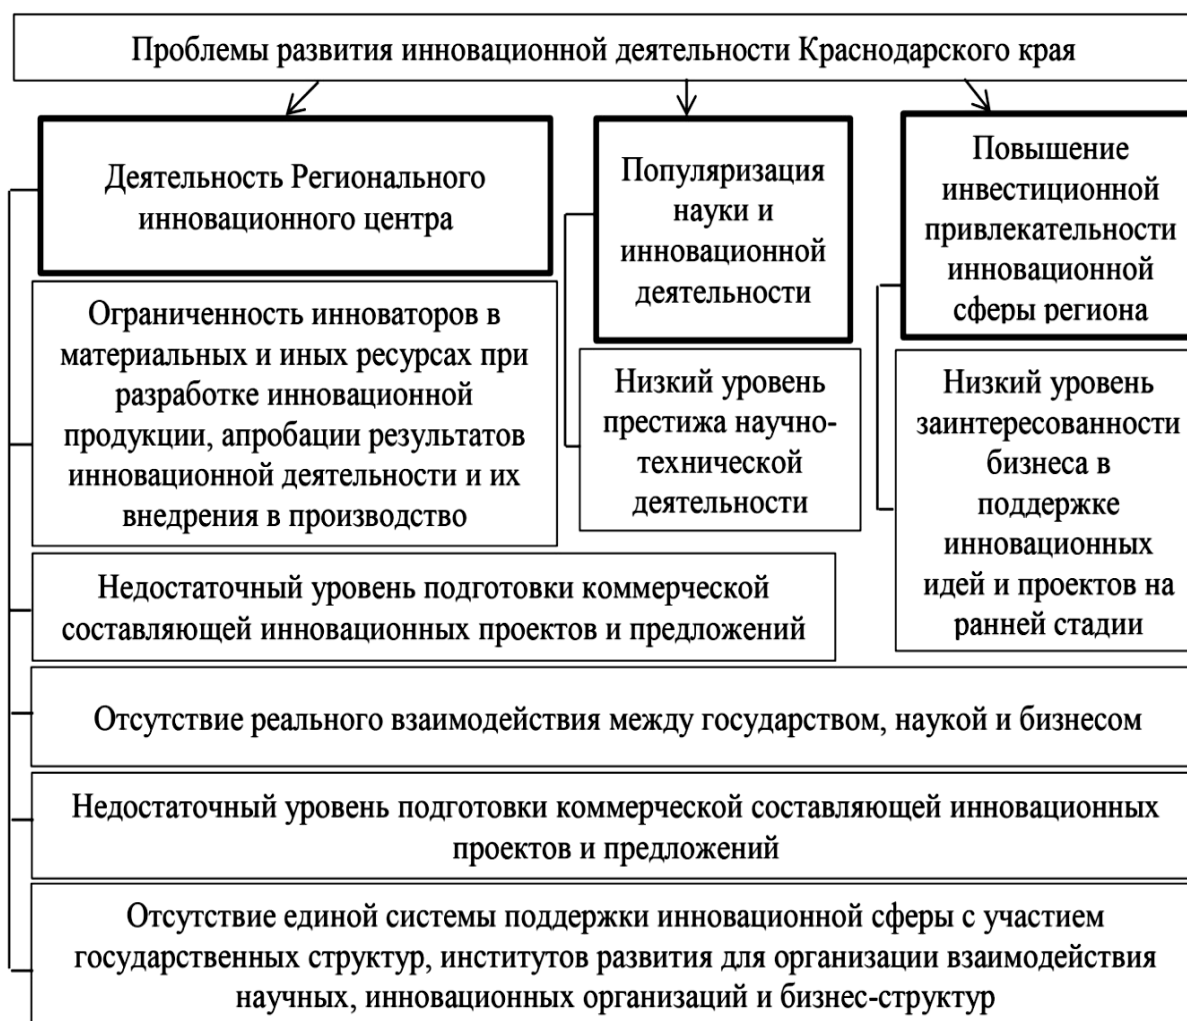 Проблемы развития инновационной деятельности Краснодарского края
Деятельность Регионального
инновационного центра
Популяризация
науки и
инновационной
деятельности
Повышение
инвестиционной
привлекательности
инновационной
сферы региона
Ограниченность инноваторов в
материальных и иных ресурсах при
разработке инновационной
продукции, апробации результатов
инновационной деятельности и их
внедрения в производство
Низкий уровень
престижа научно-
технической
деятельности
Низкий уровень
заинтересованности
бизнеса в
поддержке
инновационных
идей и проектов на
ранней стадии
Недостаточный уровень подготовки коммерческой
составляющей инновационных проектов и предложений
Отсутствие реального взаимодействия между государством, наукой и бизнесом
Недостаточный уровень подготовки коммерческой составляющей инновационных
проектов и предложений
Отсутствие единой системы поддержки инновационной сферы с участием
государственных структур, институтов развития для организации взаимодействия
научных, инновационных организаций и бизнес-структур